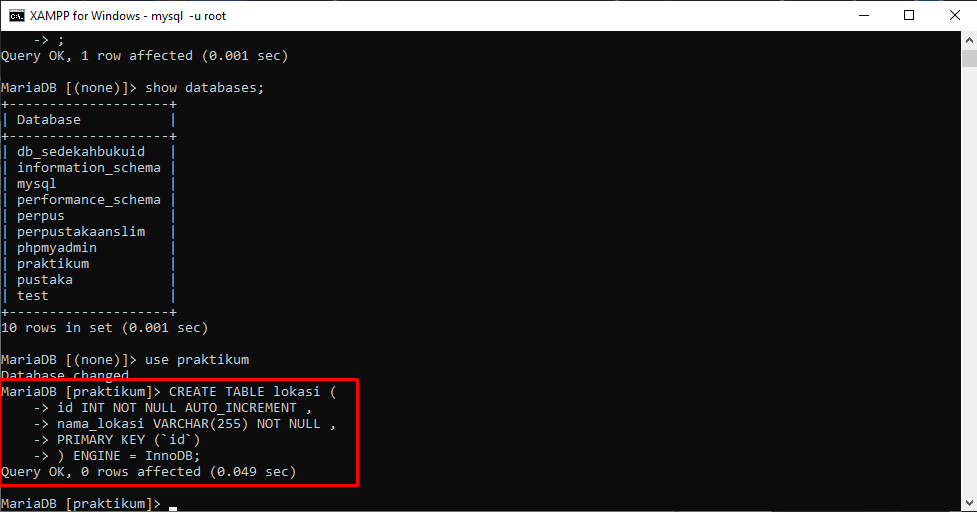 XAMPP for Windows - mysql  -u root
    -> ;
Query OK, 1 row affected (0.001 sec)
MariaDB [(none)]> show databases;
+--------------------+
| Database           |
+--------------------+
| db_sedekahbukuid   |
| information_schema |
| mysql              |
| performance_schema |
| perpus             |
| perpustakaanslim   |
| phpmyadmin         |
| praktikum          |
| pustaka            |
| test               |
+--------------------+
10 rows in set (0.001 sec)
MariaDB [(none)]> use praktikum
Database changed
MariaDB [praktikum]> CREATE TABLE lokasi (
    -> id INT NOT NULL AUTO_INCREMENT ,
    -> nama_lokasi VARCHAR(255) NOT NULL ,
    -> PRIMARY KEY (`id`)
    -> ) ENGINE = InnoDB;
Query OK, 0 rows affected (0.049 sec)
MariaDB [praktikum]>